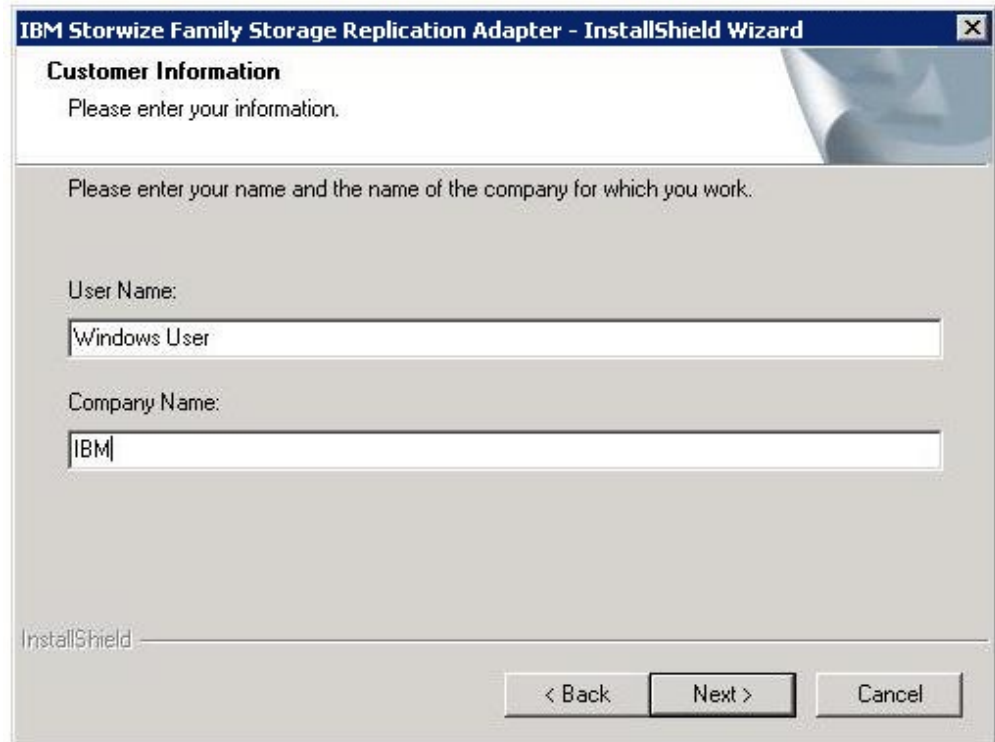 IBM Storwize Family Storage Replication Adapter - InstallShield Wizard
Customer Information
Please enter your information.
Please enter your name and the name of the company for which you work.
User Name:
Windows User
Company Name:
IBM
InstallShield
< Back
Next >
Cancel